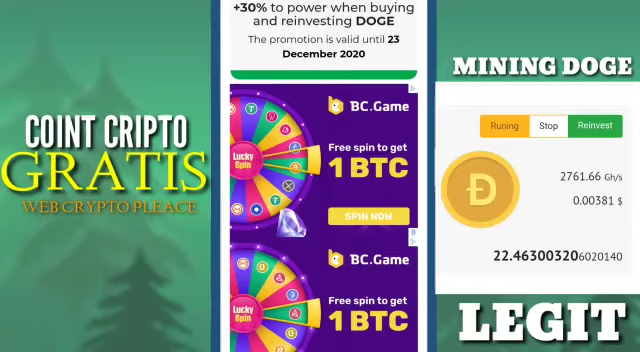 COINT CRIPTO
GRATIS
WEB CRYPTO PLEACE
+30% to power when buying
and reinvesting DOGE
The promotion is valid until 23
December 2020
BC.Game
Lucky
Spin
Free spin to get
1 BTC
SPIN NOW
BC.Game
Lucky
Spin
Free spin to get
1 BTC
MINING DOGE
Runing Stop Reinvest
2761.66 Gh/s
0.00381 $
22.463003206020140
LEGIT